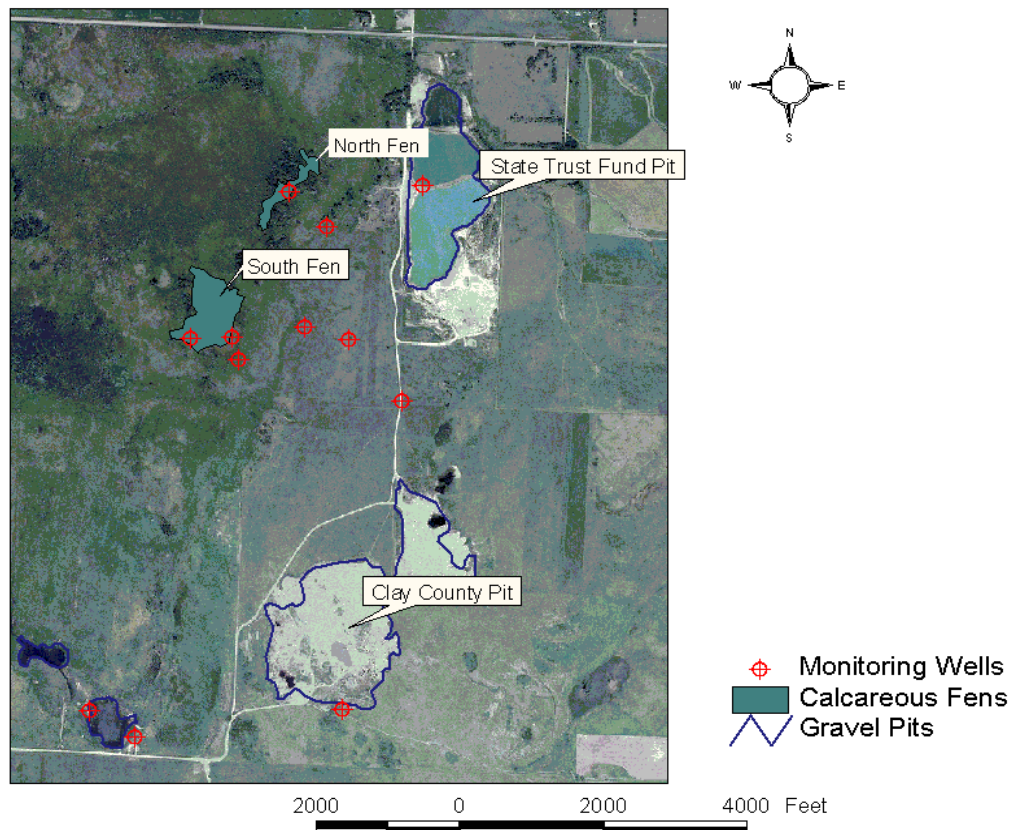 N
W E
S
North Fen
State Trust Fund Pit
South Fen
Clay County Pit
Monitoring Wells
Calcareous Fens
Gravel Pits
2000 0 2000 4000 Feet